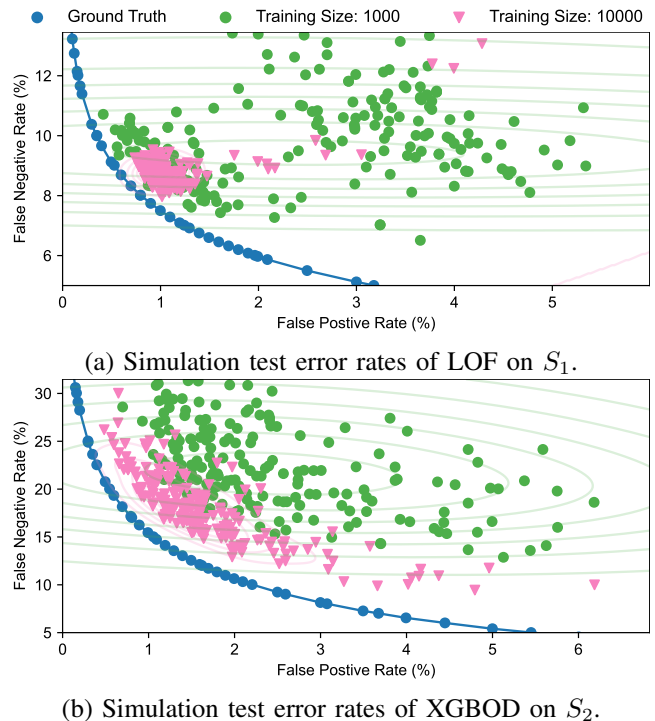 Ground Truth Training Size: 1000 Training Size: 10000
False Negative Rate (%)
12
10
8
6
0 1 2 3 4 5
False Postive Rate (%)
(a) Simulation test error rates of LOF on S₁.
False Negative Rate (%)
30
25
20
15
10
5
0 1 2 3 4 5 6
False Postive Rate (%)
(b) Simulation test error rates of XGBOD on S₂.